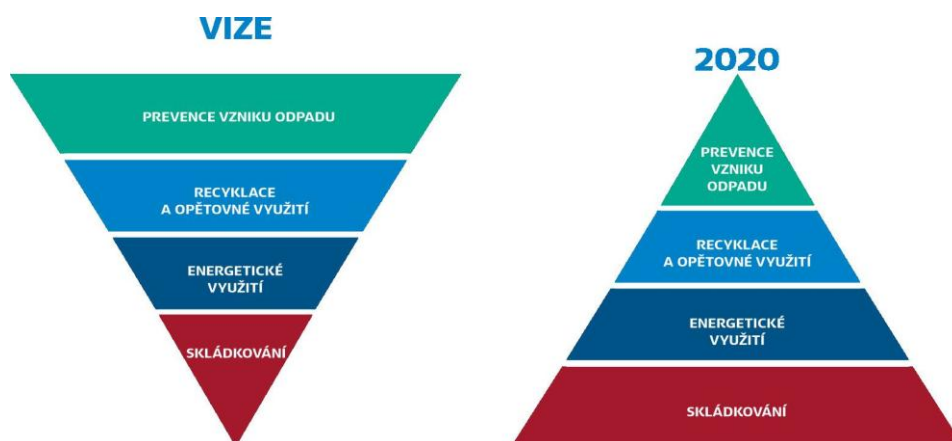 VIZE
PREVENCE VZNIKU ODPADU
RECYKLACE
A OPĚTOVNÉ VYUŽITÍ
ENERGETICKÉ
VYUŽITÍ
SKLÁDKOVÁNÍ
2020
PREVENCE
VZNIKU
ODPADU
RECYKLACE
A OPĚTOVNÉ VYUŽITÍ
ENERGETICKÉ
VYUŽITÍ
SKLÁDKOVÁNÍ